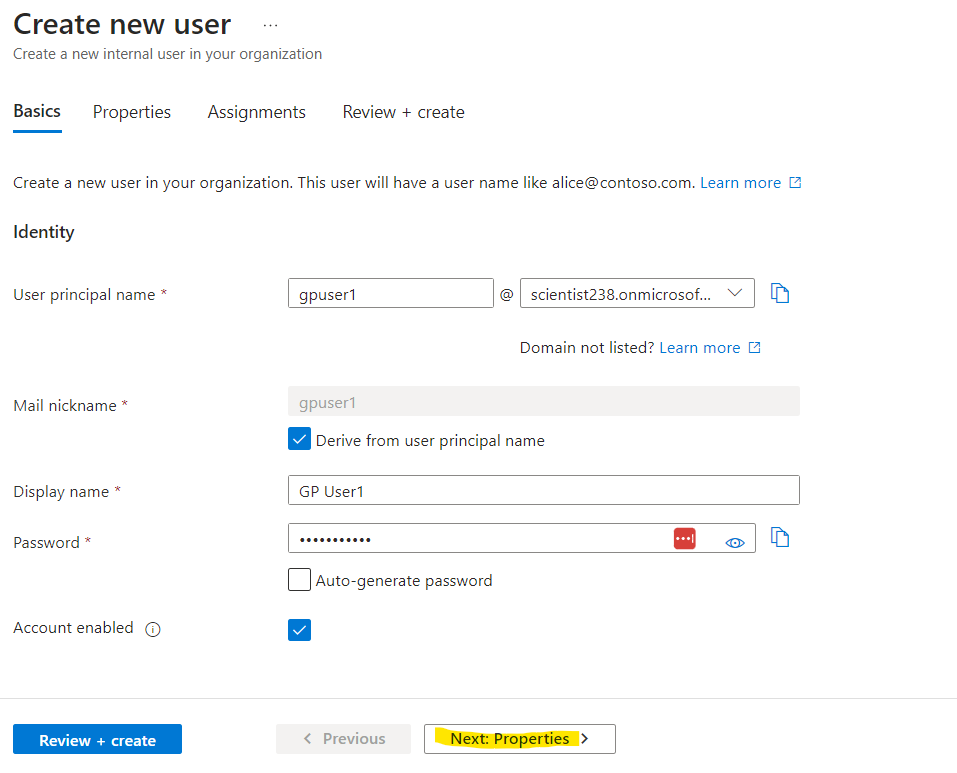 Create new user ...
Create a new internal user in your organization
Basics Properties Assignments Review + create
Create a new user in your organization. This user will have a user name like alice@contoso.com. Learn more
Identity
User principal name * gpuser1 @ scientist238.onmicrosof...
Domain not listed? Learn more
Mail nickname * gpuser1
Derive from user principal name
Display name * GP User1
Password * •••••••••••
Auto-generate password
Account enabled
Review + create < Previous Next: Properties >